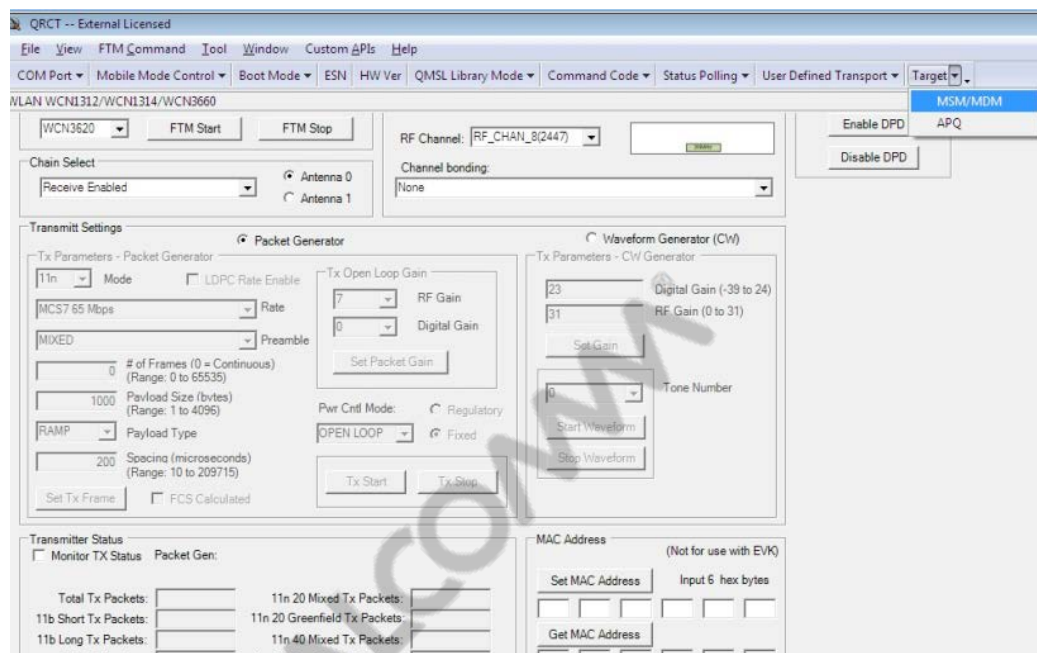 QRCT -- External Licensed
File View FTM Command Tool Window Custom APIs Help
COM Port Mobile Mode Control Boot Mode ESN HW Ver QMSL Library Mode Command Code Status Polling User Defined Transport Target
WLAN WCN1312/WCN1314/WCN3660
MSM/MDM
APQ
WCN3620 FTM Start FTM Stop
RF Channel: RF_CHAN_8(2447)
Enable DPD
Disable DPD
Chain Select
Receive Enabled
Antenna 0
Antenna 1
Channel bonding:
None
Transmitt Settings
Packet Generator
Waveform Generator (CW)
Tx Parameters - Packet Generator
11n Mode LDPC Rate Enable
MCS7 65 Mbps Rate
MIXED Preamble
0 # of Frames (0 = Continuous)
(Range: 0 to 65535)
1000 Payload Size (bytes)
(Range: 1 to 4096)
RAMP Payload Type
200 Spacing (microseconds)
(Range: 10 to 209715)
Set Tx Frame FCS Calculated
Tx Open Loop Gain
7 RF Gain
0 Digital Gain
Set Packet Gain
Pwr Cntl Mode: Regulatory
OPEN LOOP Fixed
Tx Start Tx Stop
Tx Parameters - CW Generator
23 Digital Gain (-39 to 24)
31 RF Gain (0 to 31)
Set Gain
0 Tone Number
Start Waveform
Stop Waveform
Transmitter Status
Monitor TX Status Packet Gen:
Total Tx Packets: 11n 20 Mixed Tx Packets:
11b Short Tx Packets: 11n 20 Greenfield Tx Packets:
11b Long Tx Packets: 11n 40 Mixed Tx Packets:
MAC Address
(Not for use with EVK)
Set MAC Address Input 6 hex bytes
Get MAC Address